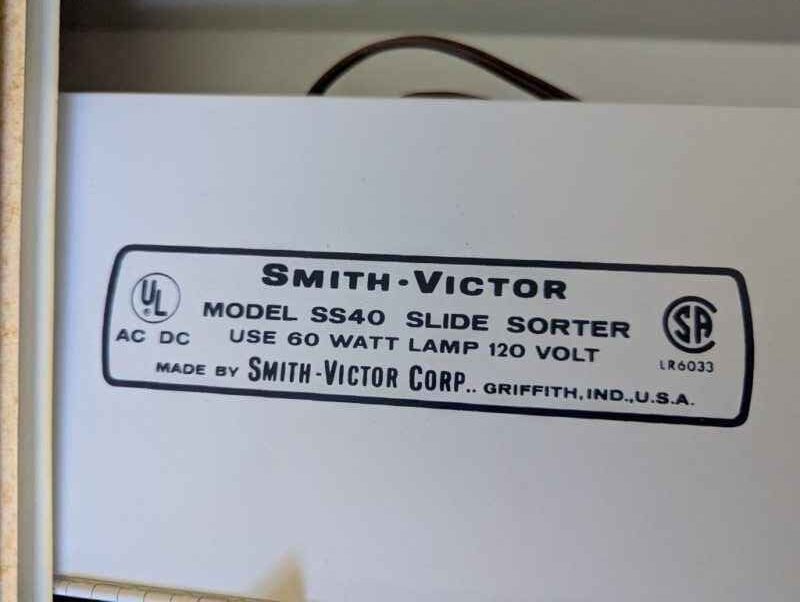 SMITH-VICTOR
UL
MODEL SS40 SLIDE SORTER
SA
AC DC
USE 60 WATT LAMP 120 VOLT
LR6033
MADE BY SMITH-VICTOR CORP.. GRIFFITH, IND., U.S.A.